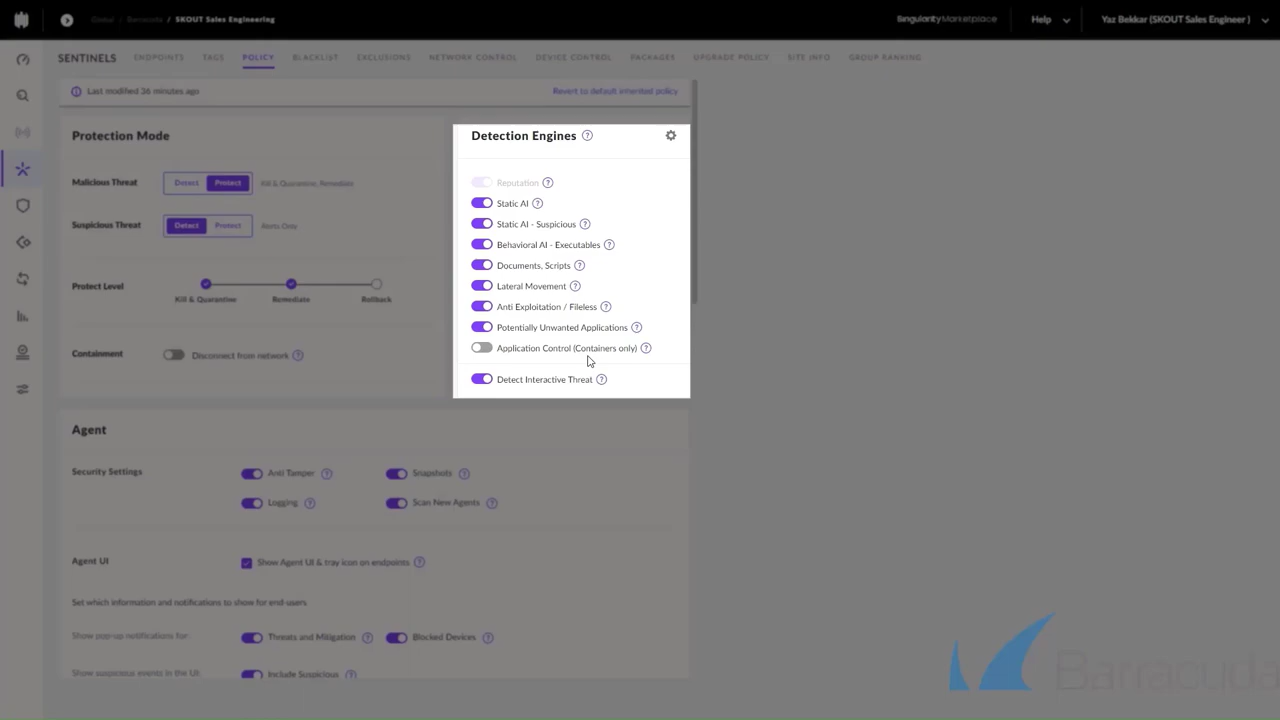 Global / Barracuda / SKOUT Sales Engineering
Singularity Marketplace
Help
Yaz Bekkar (SKOUT Sales Engineer )
SENTINELS ENDPOINTS TAGS POLICY BLACKLIST EXCLUSIONS NETWORK CONTROL DEVICE CONTROL PACKAGES UPGRADE POLICY SITE INFO GROUP RANKING
Last modified 36 minutes ago
Revert to default inherited policy
Protection Mode
Malicious Threat Detect Protect Kill & Quarantine, Remediate
Suspicious Threat Detect Protect Alerts Only
Protect Level
Kill & Quarantine Remediate Rollback
Containment Disconnect from network
Detection Engines
Reputation
Static AI
Static AI - Suspicious
Behavioral AI - Executables
Documents, Scripts
Lateral Movement
Anti Exploitation / Fileless
Potentially Unwanted Applications
Application Control (Containers only)
Detect Interactive Threat
Agent
Security Settings Anti Tamper Snapshots
Logging Scan New Agents
Agent UI Show Agent UI & tray icon on endpoints
Set which information and notifications to show for end-users
Show pop-up notifications for: Threats and Mitigation Blocked Devices
Show suspicious events in the UI: Include Suspicious
Barracuda